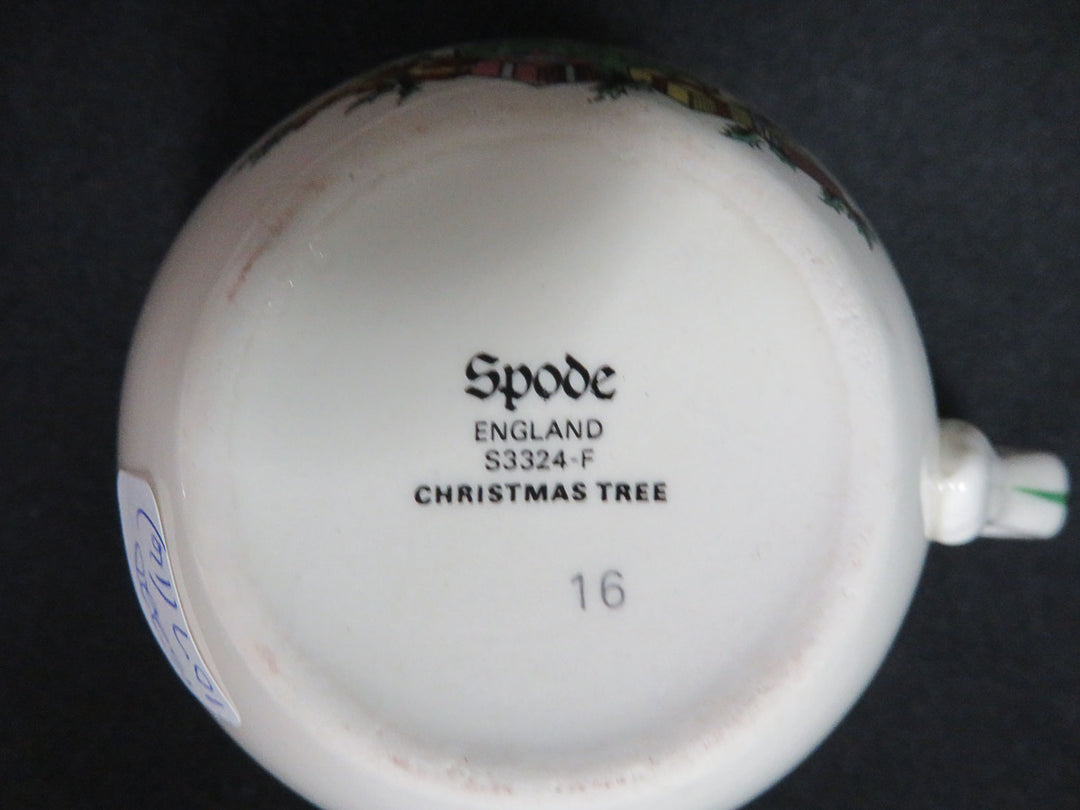 Spode
ENGLAND
S3324-F
CHRISTMAS TREE
16